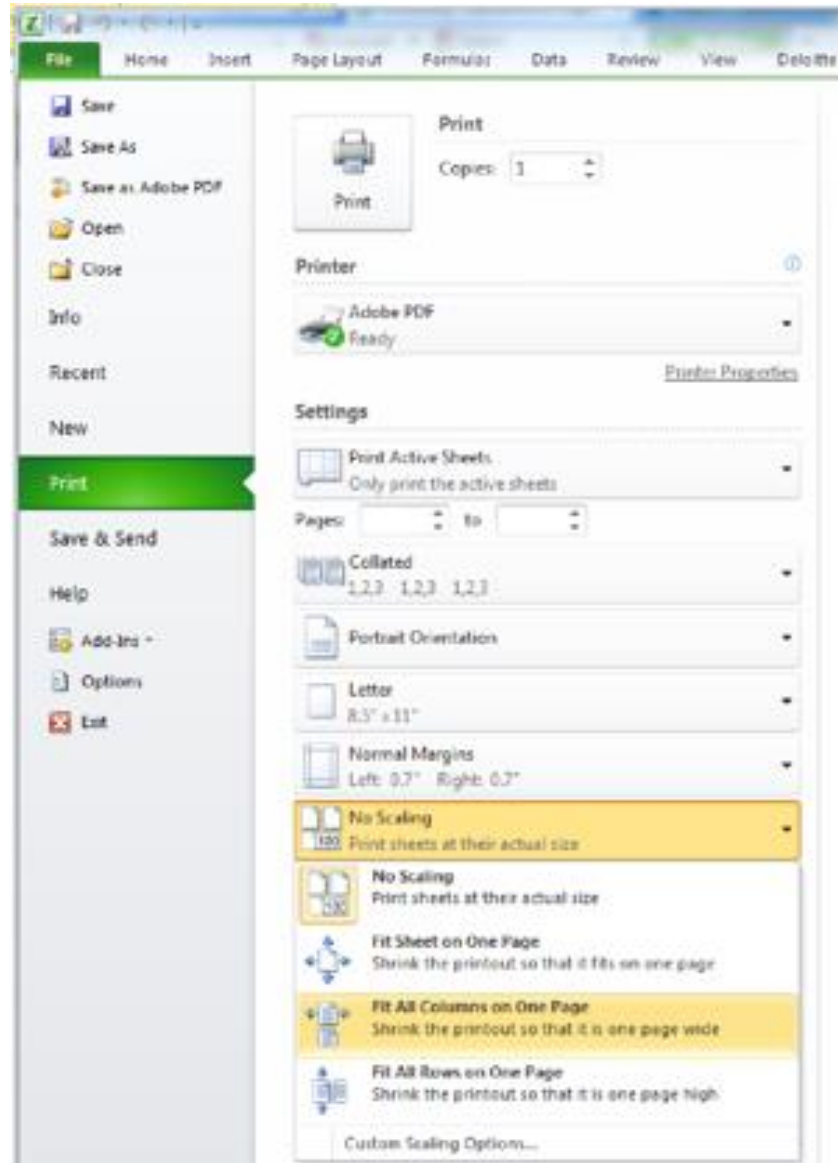 File Home Insert Page Layout Formulas Data Review View Deloitte
Save
Save As
Save as Adobe PDF
Open
Close
Info
Recent
New
Print
Save & Send
Help
Add-Ins
Options
Exit
Print
Print
Copies: 1
Printer
Adobe PDF
Ready
Printer Properties
Settings
Print Active Sheets
Only print the active sheets
Pages: to
Collated
1,2,3 1,2,3 1,2,3
Portrait Orientation
Letter
8.5" x 11"
Normal Margins
Left: 0.7" Right: 0.7"
No Scaling
Print sheets at their actual size
No Scaling
Print sheets at their actual size
Fit Sheet on One Page
Shrink the printout so that it fits on one page
Fit All Columns on One Page
Shrink the printout so that it is one page wide
Fit All Rows on One Page
Shrink the printout so that it is one page high
Custom Scaling Options...